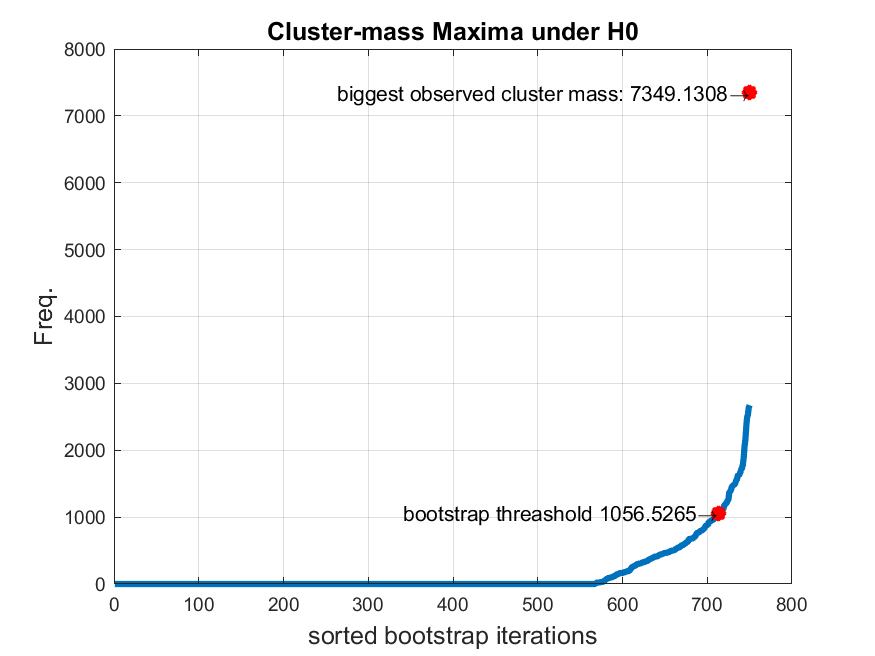 Cluster-mass Maxima under H0
8000
biggest observed cluster mass: 7349.1308
7000
6000
5000
Freq.
4000
3000
2000
bootstrap threashold 1056.5265
1000
0
0 100 200 300 400 500 600 700 800
sorted bootstrap iterations